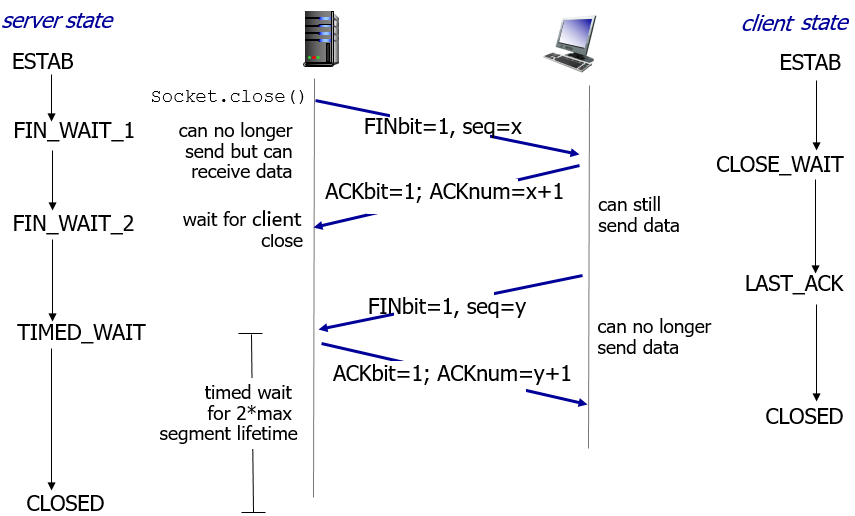 server state
client state
ESTAB
ESTAB
Socket.close()
FIN_WAIT_1
can no longer
send but can
receive data
FINbit=1, seq=x
CLOSE_WAIT
ACKbit=1; ACKnum=x+1
FIN_WAIT_2
wait for client
close
can still
send data
LAST_ACK
FINbit=1, seq=y
TIMED_WAIT
can no longer
send data
ACKbit=1; ACKnum=y+1
timed wait
for 2*max
segment lifetime
CLOSED
CLOSED